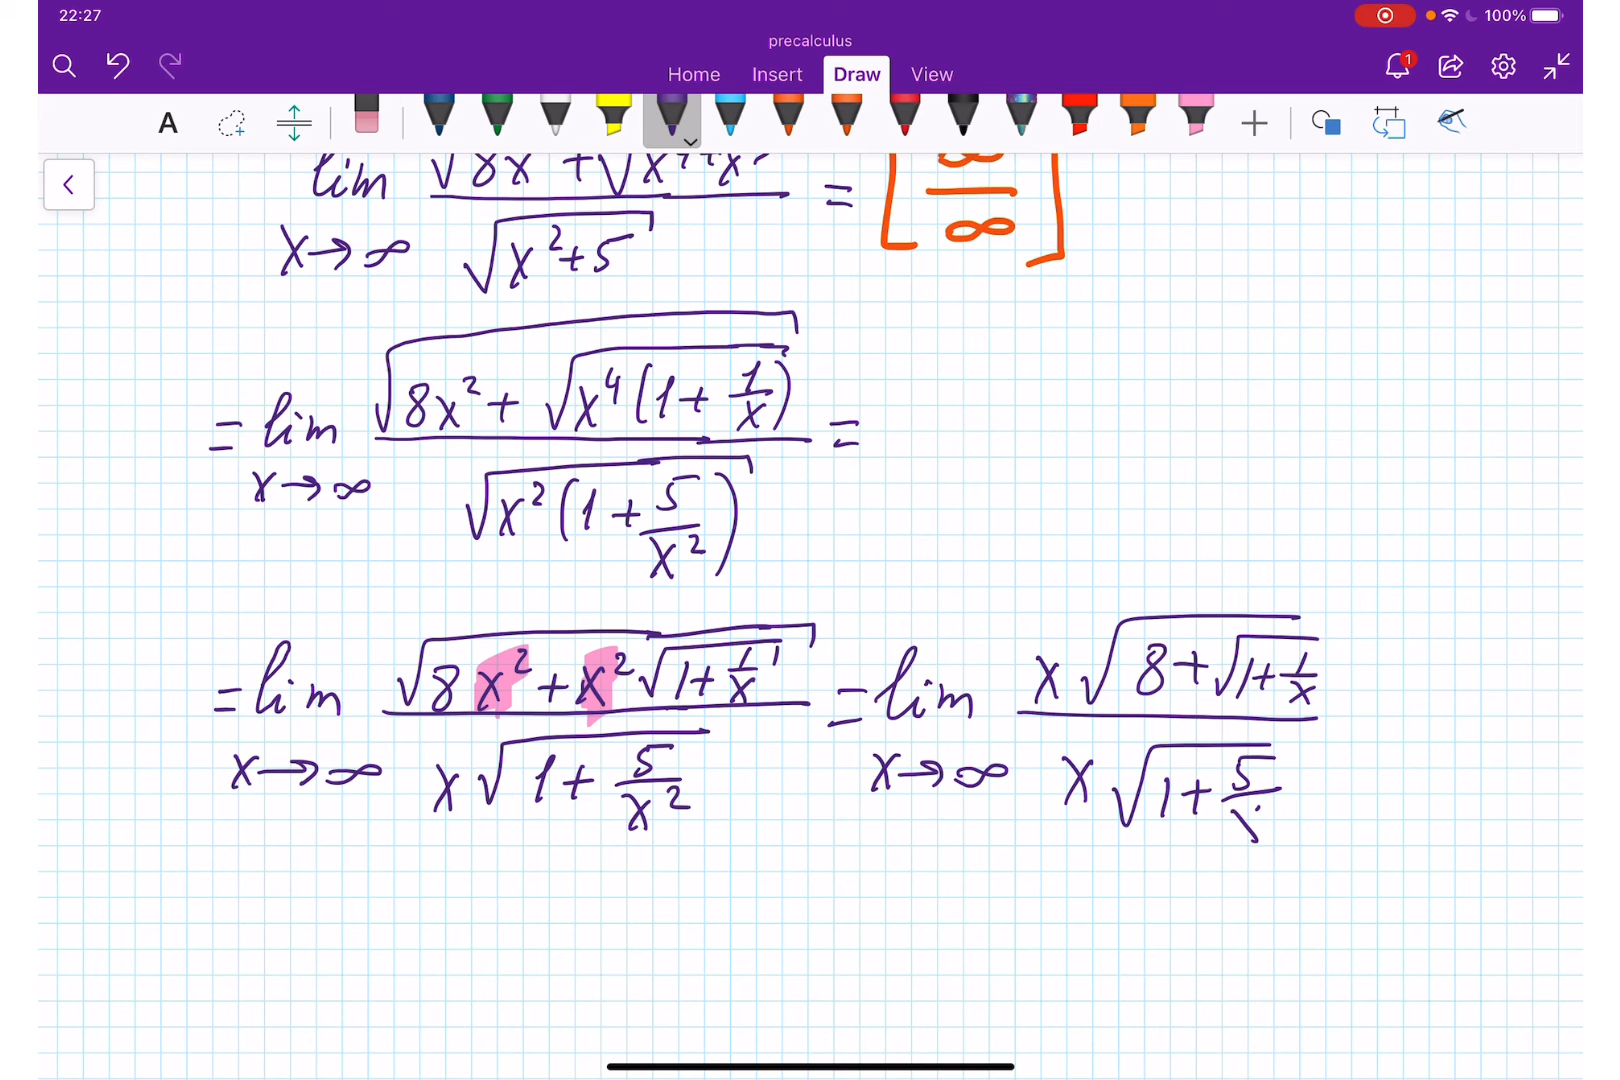 22:27
100%
precalculus
1
Home Insert Draw View
A
lim √8x + √x⁴+x³ =
x→∞ √x²+5
[∞/∞]
= lim √(8x² + √(x⁴(1+1/x))) =
x→∞ √(x²(1+5/x²))
= lim √(8x² + x²√(1+1/x)) = lim x√(8+√(1+1/x))
x→∞ x√(1+5/x²) x→∞ x√(1+5/